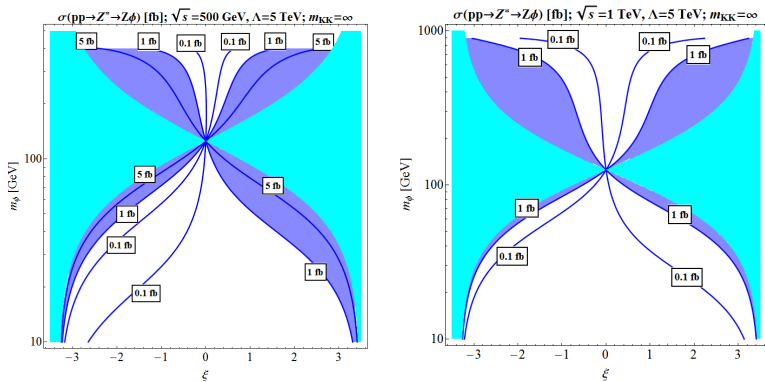 σ(pp→Z*→Zϕ) [fb]; √s =500 GeV, Λ=5 TeV; mKK=∞
5 fb
1 fb
0.1 fb
0.1 fb
1 fb
5 fb
100
mϕ [GeV]
5 fb
5 fb
1 fb
0.1 fb
1 fb
0.1 fb
10
−3 −2 −1 0 1 2 3
ξ
σ(pp→Z*→Zϕ) [fb]; √s =1 TeV, Λ=5 TeV; mKK=∞
1000
0.1 fb
0.1 fb
1 fb
1 fb
mϕ [GeV]
100
1 fb
1 fb
0.1 fb
0.1 fb
10
−3 −2 −1 0 1 2 3
ξ